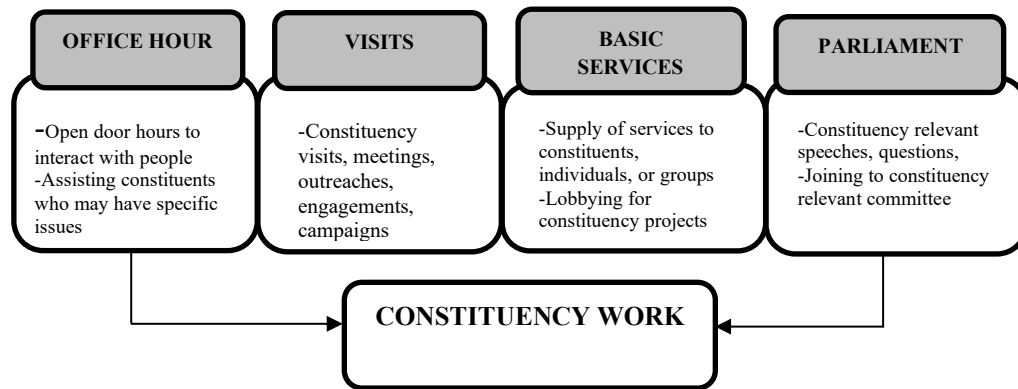 OFFICE HOUR
-Open door hours to
interact with people
-Assisting constituents
who may have specific
issues
VISITS
-Constituency
visits, meetings,
outreaches,
engagements,
campaigns
BASIC
SERVICES
-Supply of services to
constituents,
individuals, or groups
-Lobbying for
constituency projects
PARLIAMENT
-Constituency relevant
speeches, questions,
-Joining to constituency
relevant committee
CONSTITUENCY WORK